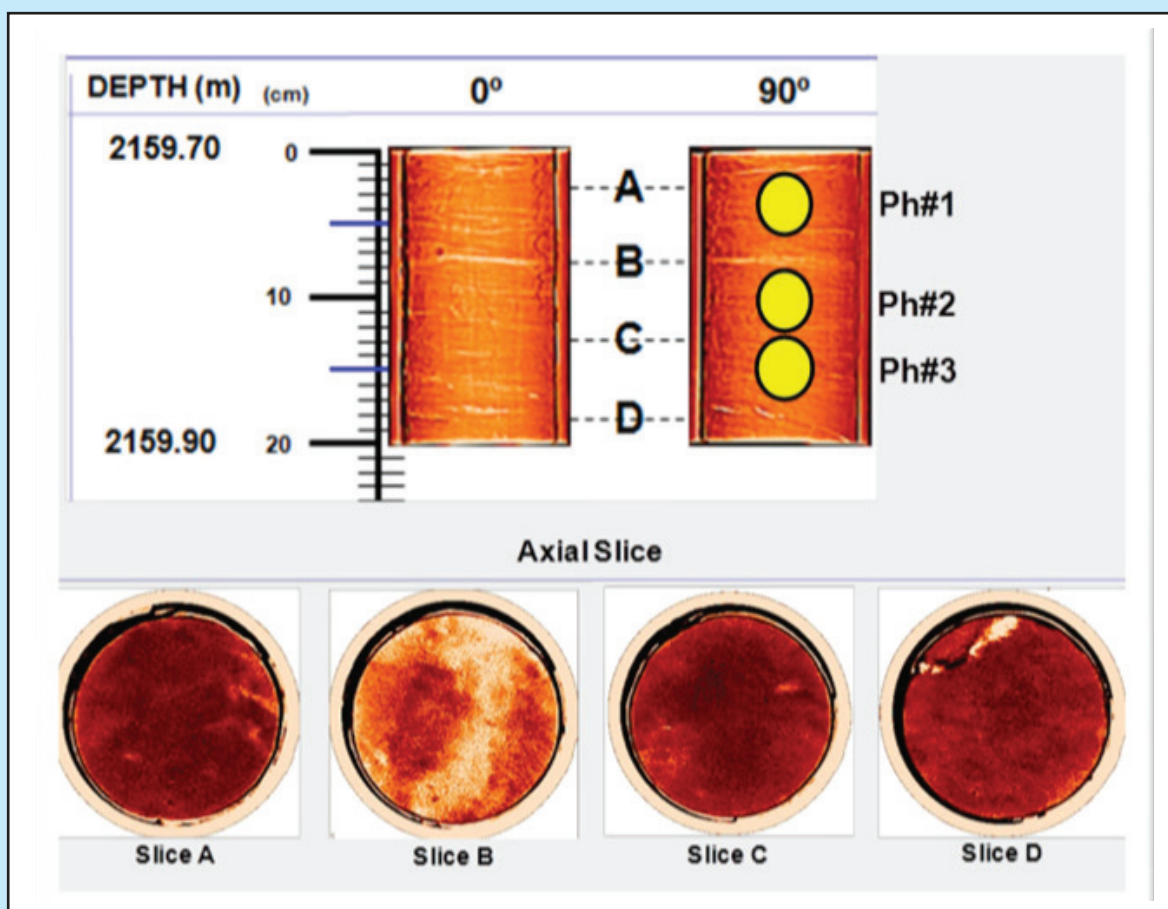 DEPTH (m) (cm) 0º 90º
2159.70 0
A
Ph#1
B
10
Ph#2
C
Ph#3
D
2159.90 20
Axial Slice
Slice A Slice B Slice C Slice D